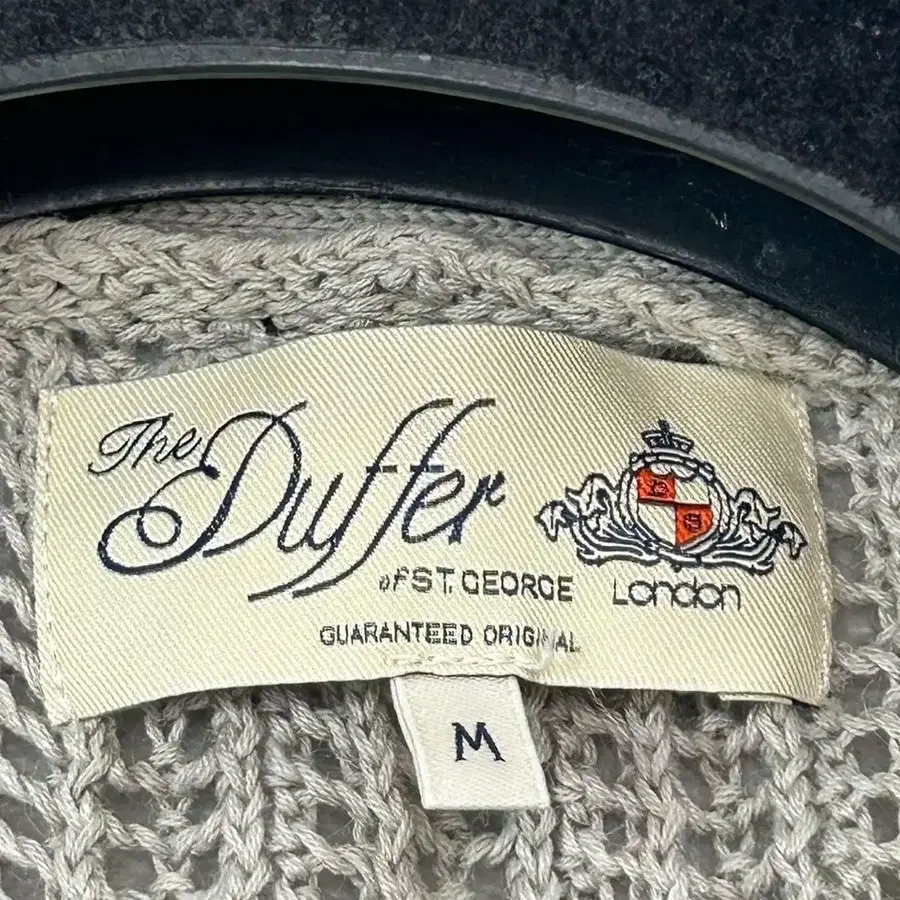 The Duffer
of ST. GEORGE
London
GUARANTEED ORIGINAL
M